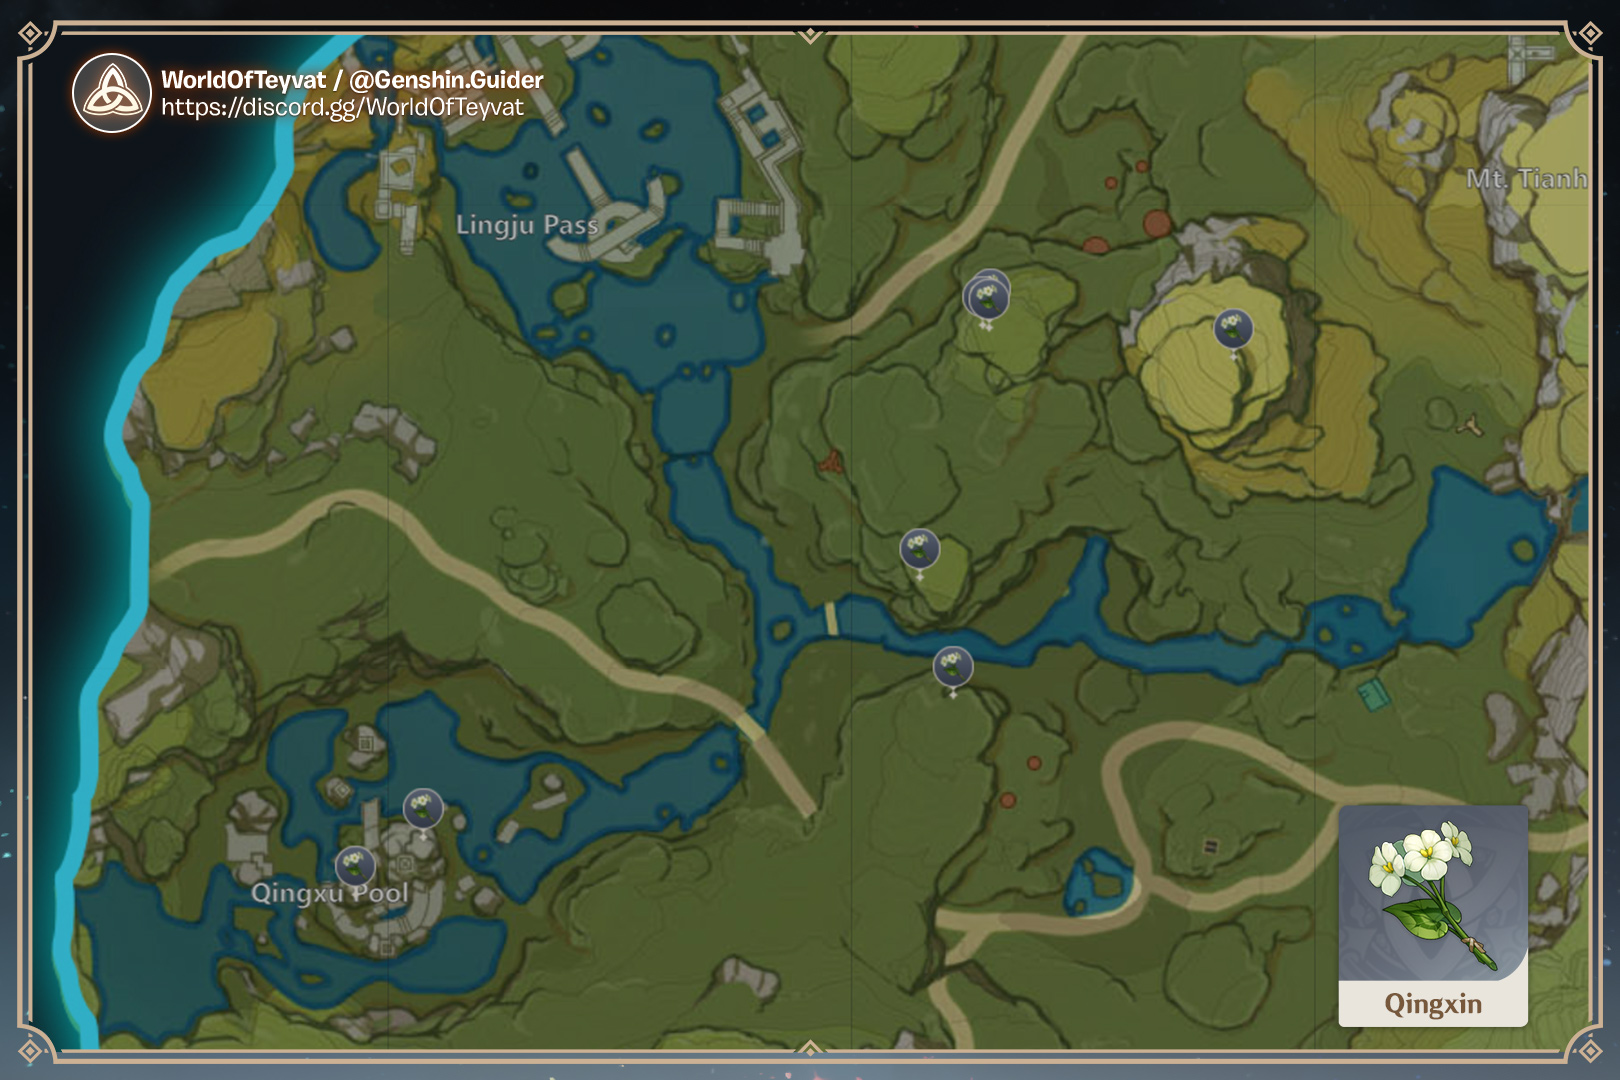 WorldOfTeyvat / @Genshin.Guider
https://discord.gg/WorldOfTeyvat
Mt. Tianh
Lingju Pass
Qingxu Pool
Qingxin